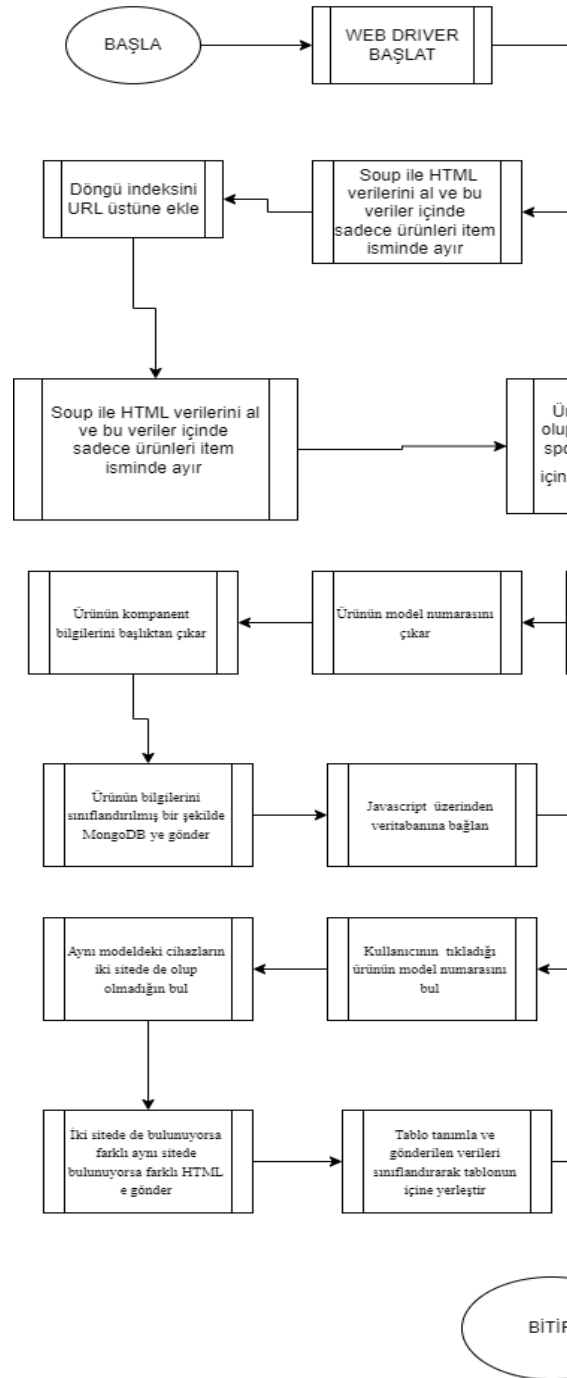 BAŞLA
WEB DRIVER
BAŞLAT
Döngü indeksini
URL üstüne ekle
Soup ile HTML
verilerini al ve bu
veriler içinde
sadece ürünleri item
isminde ayır
Soup ile HTML verilerini al
ve bu veriler içinde
sadece ürünleri item
isminde ayır
için
Ürünün kompanent
bilgilerini başlıktan çıkar
Ürünün model numarasını
çıkar
Ürünün bilgilerini
sınıflandırılmış bir şekilde
MongoDB ye gönder
Javascript üzerinden
veritabanına bağlan
Aynı modeldeki cihazların
iki sitede de olup
olmadığın bul
Kullanıcının tıkladığı
ürünün model numarasını
bul
İki sitede de bulunuyorsa
farklı aynı sitede
bulunuyorsa farklı HTML
e gönder
Tablo tanımla ve
gönderilen verileri
sınıflandırarak tablonun
içine yerleştir